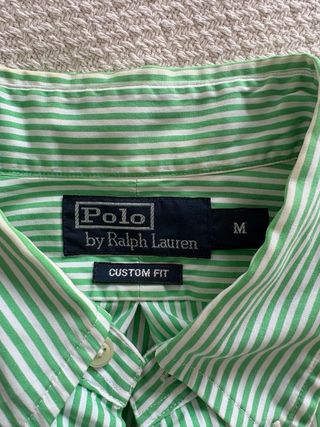 Polo
by Ralph Lauren
M
CUSTOM FIT